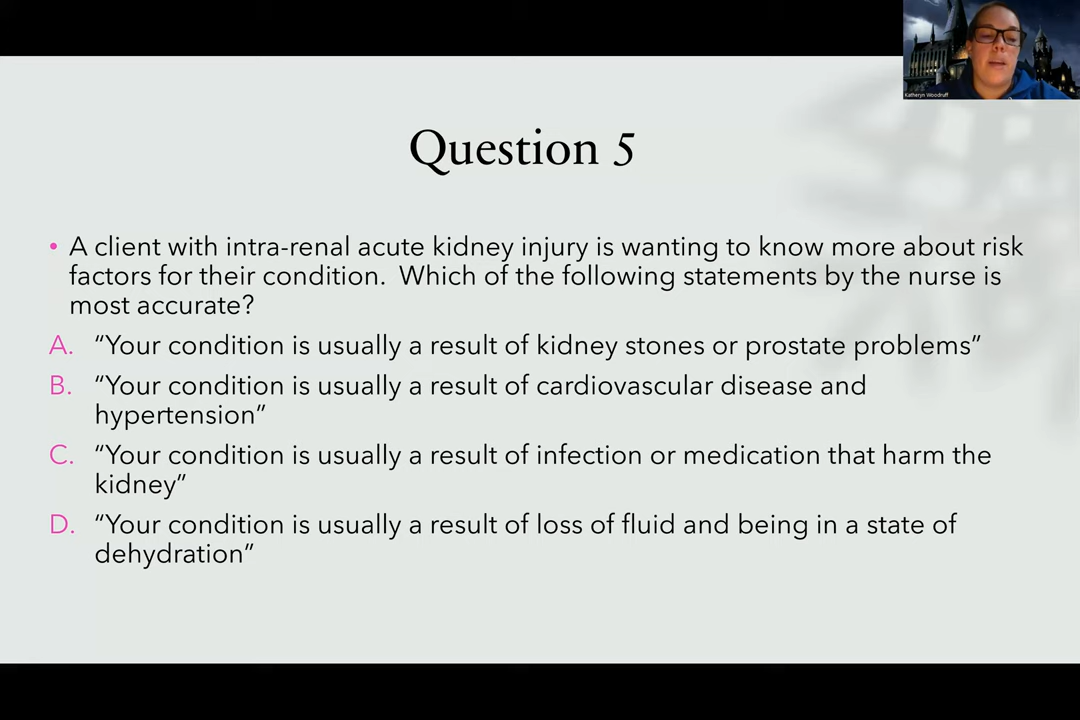 Katheryn Woodruff
Question 5
• A client with intra-renal acute kidney injury is wanting to know more about risk
factors for their condition.  Which of the following statements by the nurse is
most accurate?
A. “Your condition is usually a result of kidney stones or prostate problems”
B. “Your condition is usually a result of cardiovascular disease and
hypertension”
C. “Your condition is usually a result of infection or medication that harm the
kidney”
D. “Your condition is usually a result of loss of fluid and being in a state of
dehydration”